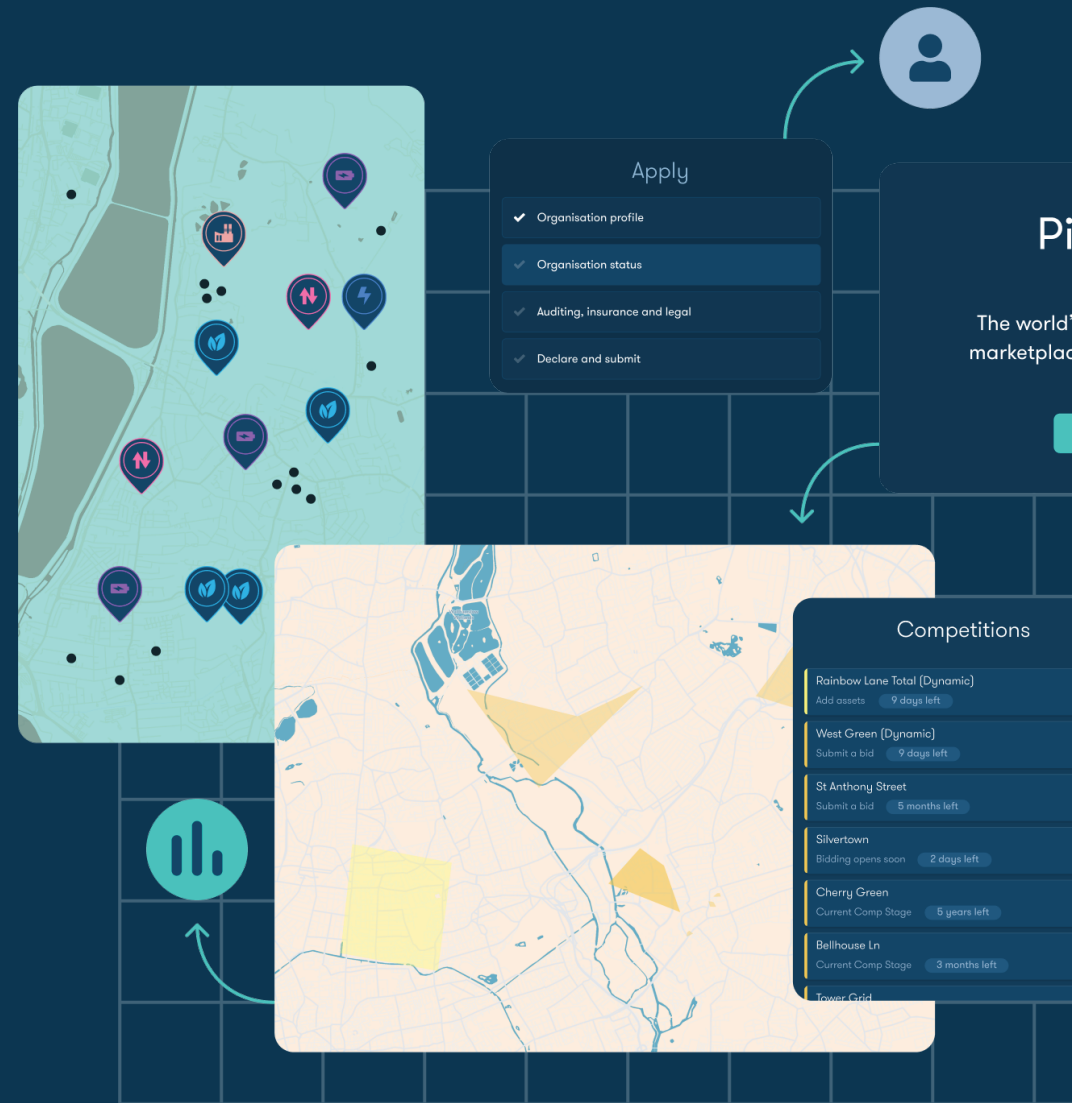 Apply
Organisation profile
Organisation status
Auditing, insurance and legal
Declare and submit
Pi
The world'
marketplac
Competitions
Rainbow Lane Total (Dynamic)
Add assets 9 days left
West Green (Dynamic)
Submit a bid 9 days left
St Anthony Street
Submit a bid 5 months left
Silvertown
Bidding opens soon 2 days left
Cherry Green
Current Comp Stage 5 years left
Bellhouse Ln
Current Comp Stage 3 months left
Tower Grid